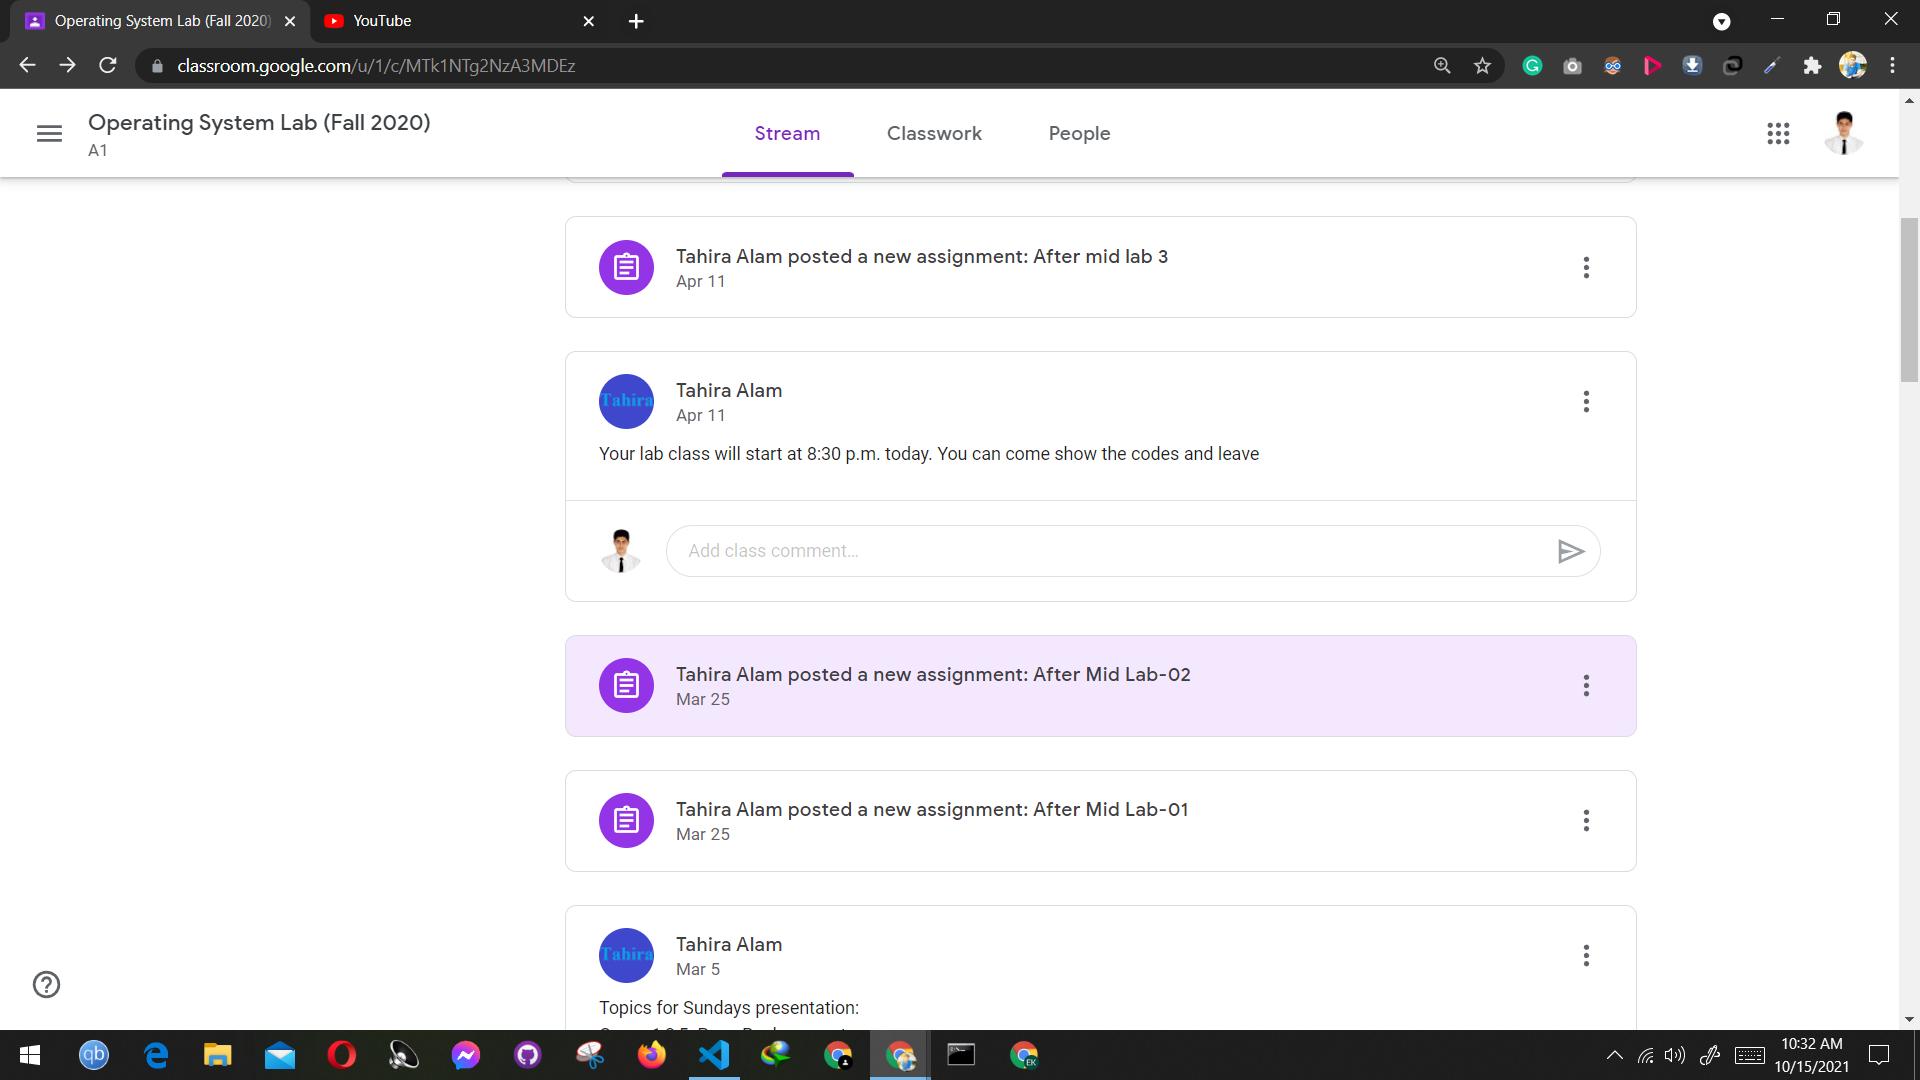 Operating System Lab (Fall 2020)
YouTube
classroom.google.com/u/1/c/MTk1NTg2NzA3MDEz
Operating System Lab (Fall 2020)
A1
Stream
Classwork
People
Tahira Alam posted a new assignment: After mid lab 3
Apr 11
Tahira
Tahira Alam
Apr 11
Your lab class will start at 8:30 p.m. today. You can come show the codes and leave
Add class comment...
Tahira Alam posted a new assignment: After Mid Lab-02
Mar 25
Tahira Alam posted a new assignment: After Mid Lab-01
Mar 25
Tahira
Tahira Alam
Mar 5
Topics for Sundays presentation:
qb
EK
10:32 AM
10/15/2021